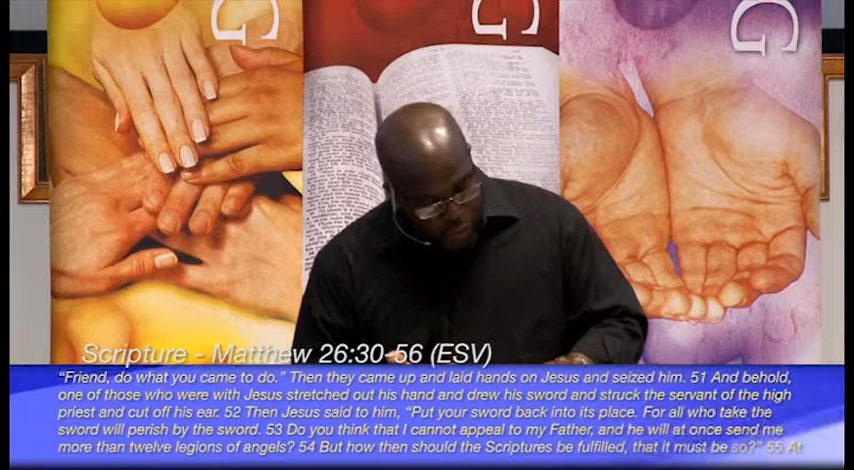 G
G
G
Scripture - Matthew 26:30-56 (ESV)
“Friend, do what you came to do.” Then they came up and laid hands on Jesus and seized him. 51 And behold,
one of those who were with Jesus stretched out his hand and drew his sword and struck the servant of the high
priest and cut off his ear. 52 Then Jesus said to him, “Put your sword back into its place. For all who take the
sword will perish by the sword. 53 Do you think that I cannot appeal to my Father, and he will at once send me
more than twelve legions of angels? 54 But how then should the Scriptures be fulfilled, that it must be so?” 55 At